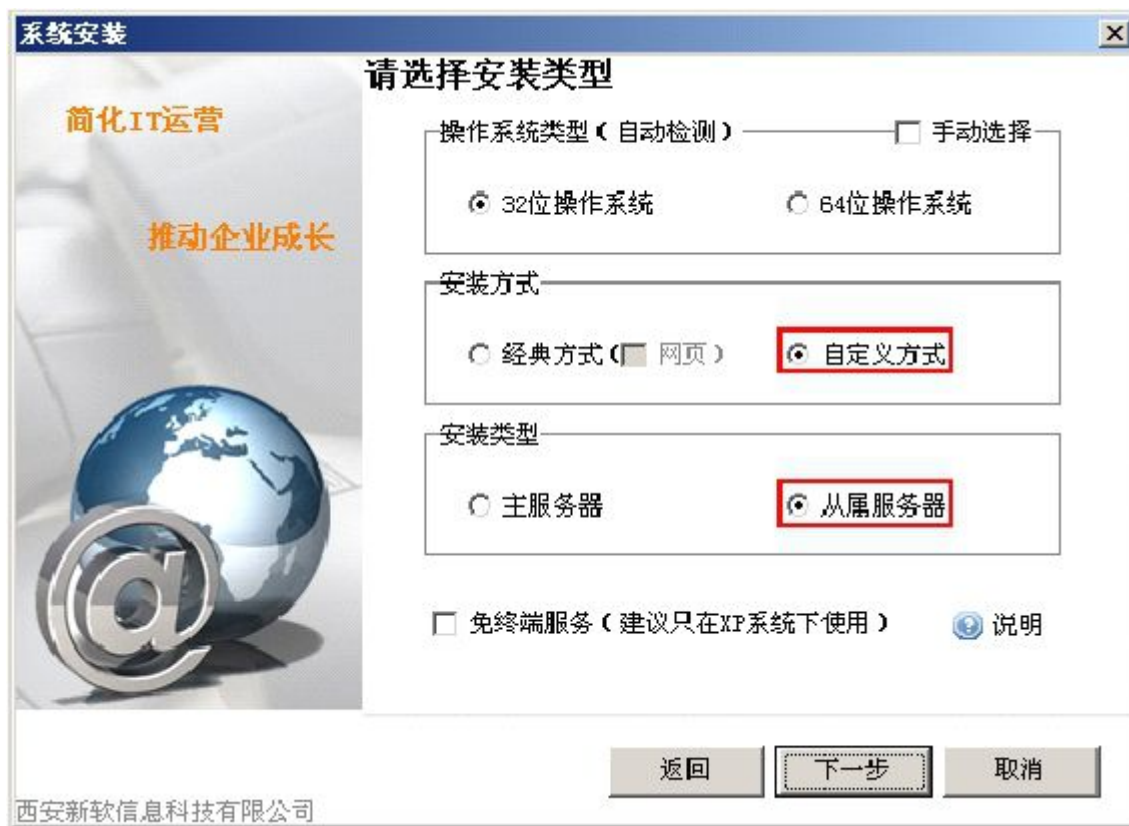 系统安装
请选择安装类型
简化IT运营
推动企业成长
操作系统类型（自动检测） 手动选择
32位操作系统 64位操作系统
安装方式
经典方式（ 网页） 自定义方式
安装类型
主服务器 从属服务器
免终端服务（建议只在XP系统下使用） 说明
返回 下一步 取消
西安新软信息科技有限公司